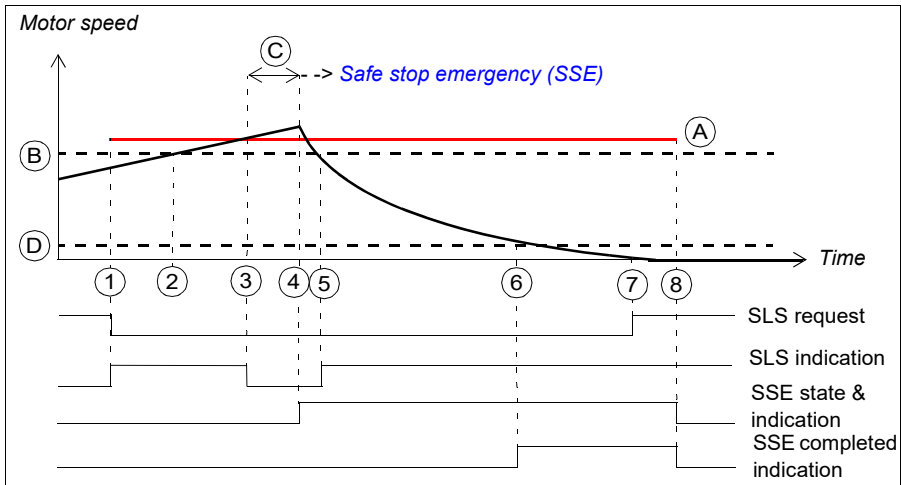 Motor speed
C
Safe stop emergency (SSE)
A
B
D
Time
1 2 3 4 5 6 7 8
SLS request
SLS indication
SSE state &
indication
SSE completed
indication